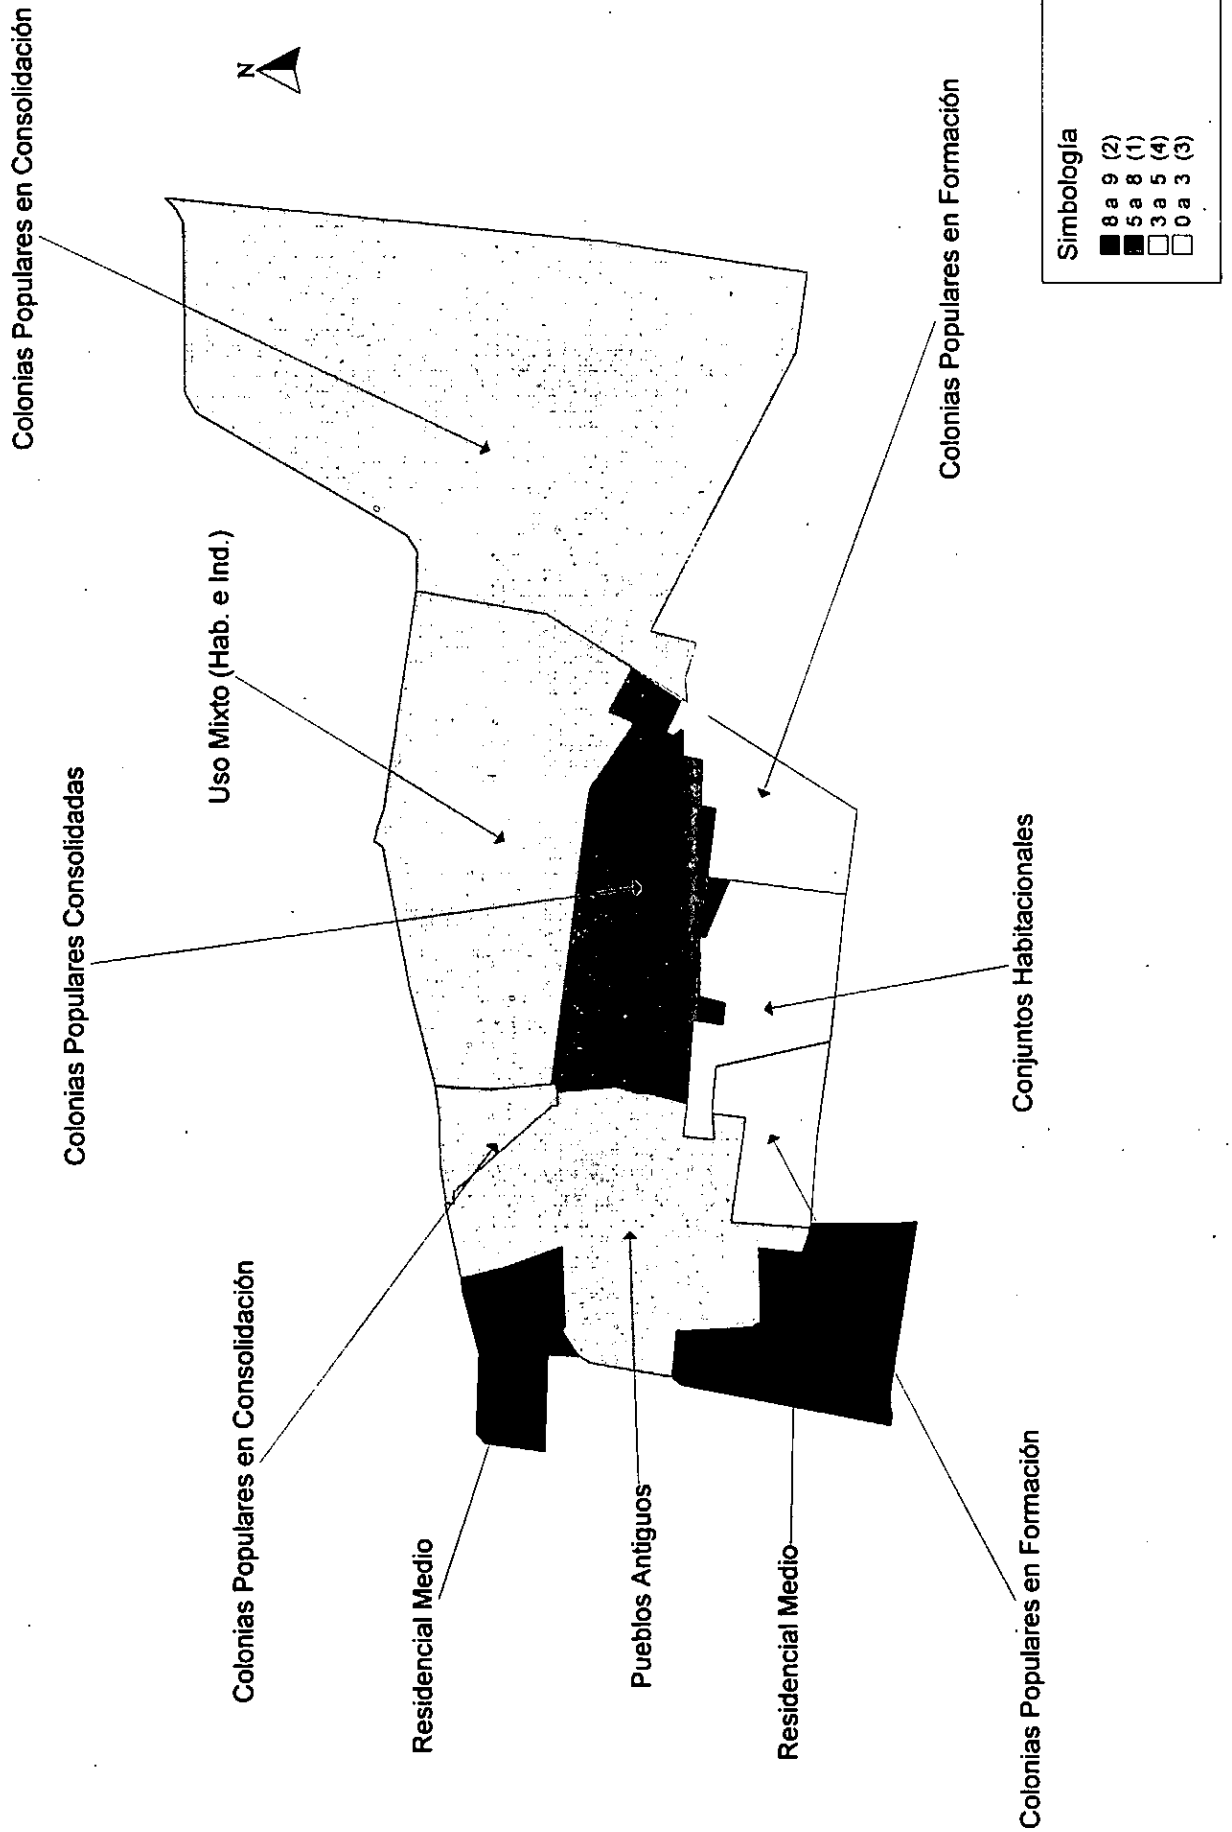 Colonias Populares en Consolidación
N
Uso Mixto (Hab. e Ind.)
Colonias Populares Consolidadas
Colonias Populares en Consolidación
Residencial Medio
Pueblos Antiguos
Residencial Medio
Colonias Populares en Formación
Conjuntos Habitacionales
Colonias Populares en Formación
Simbología
8 a 9 (2)
5 a 8 (1)
3 a 5 (4)
0 a 3 (3)